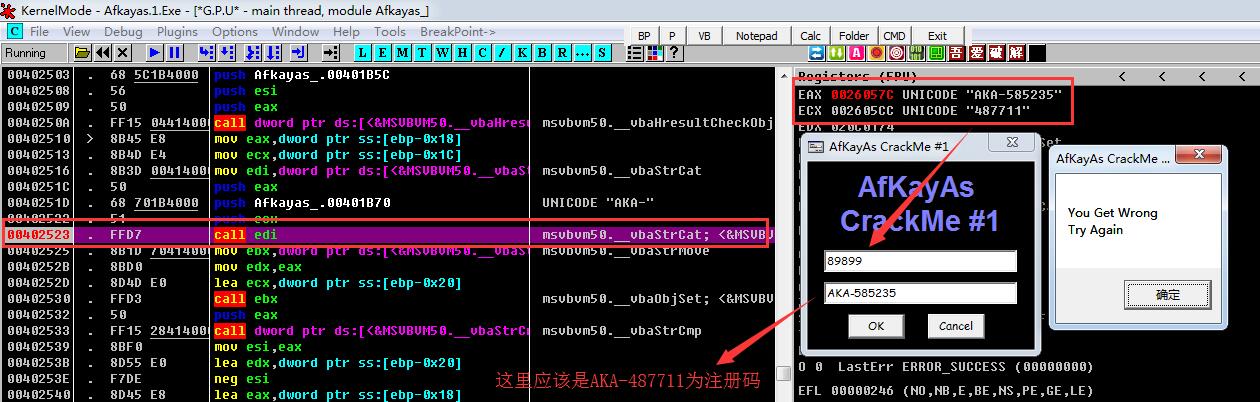 KernelMode - Afkayas.1.Exe - [*G.P.U* - main thread, module Afkayas_]
C File View Debug Plugins Options Window Help Tools BreakPoint->
BP P VB Notepad Calc Folder CMD Exit
Running L E M T W H C / K B R ... S ? 吾 爱 破 解
00402503 . 68 5C1B4000 push Afkayas_.00401B5C
00402508 . 56 push esi
00402509 . 50 push eax
0040250A . FF15 04414000 call dword ptr ds:[<&MSVBVM50.__vbaHresu msvbvm50.__vbaHresultCheckObj
00402510 > 8B45 E8 mov eax,dword ptr ss:[ebp-0x18]
00402513 . 8B4D E4 mov ecx,dword ptr ss:[ebp-0x1C]
00402516 . 8B3D 00414000 mov edi,dword ptr ds:[<&MSVBVM50.__vbaS msvbvm50.__vbaStrCat
0040251C . 50 push eax
0040251D . 68 701B4000 push Afkayas_.00401B70 UNICODE "AKA-"
00402522 . 51 push ecx
00402523 . FFD7 call edi msvbvm50.__vbaStrCat; <&MSVBV
00402525 . 8B1D 70414000 mov ebx,dword ptr ds:[<&MSVBVM50.__vbaS msvbvm50.__vbaStrMove
0040252B . 8BD0 mov edx,eax
0040252D . 8D4D E0 lea ecx,dword ptr ss:[ebp-0x20]
00402530 . FFD3 call ebx msvbvm50.__vbaObjSet; <&MSVBV
00402532 . 50 push eax
00402533 . FF15 28414000 call dword ptr ds:[<&MSVBVM50.__vbaStrC msvbvm50.__vbaStrCmp
00402539 . 8BF0 mov esi,eax
0040253B . 8D55 E0 lea edx,dword ptr ss:[ebp-0x20]
0040253E . F7DE neg esi
00402540 . 8D45 E8 lea eax,dword ptr ss:[ebp-0x18]
Registers (FPU) < < < <
EAX 0026057C UNICODE "AKA-585235"
ECX 002605CC UNICODE "487711"
EDX 020C0174
AfKayAs CrackMe #1
AfKayAs
CrackMe #1
89899
AKA-585235
OK Cancel
AfKayAs CrackMe ...
You Get Wrong
Try Again
确定
这里应该是AKA-487711为注册码
O 0 LastErr ERROR_SUCCESS (00000000)
EFL 00000246 (NO,NB,E,BE,NS,PE,GE,LE)